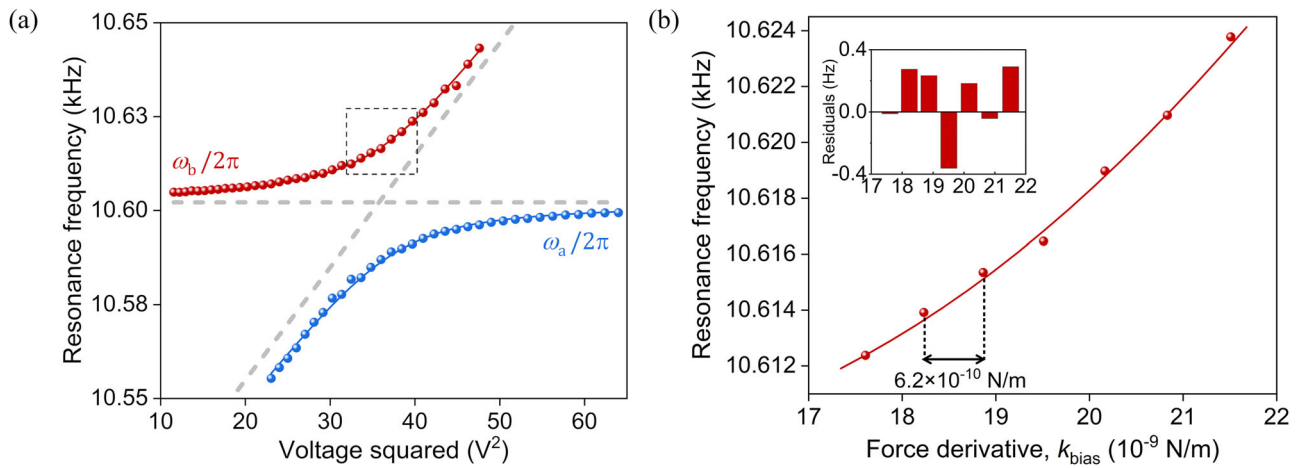 (a)
Resonance frequency (kHz)
10.65
10.63
10.60
10.58
10.55
ω_b/2π
ω_a/2π
10 20 30 40 50 60
Voltage squared (V²)
(b)
Resonance frequency (kHz)
10.624
10.622
10.620
10.618
10.616
10.614
10.612
Residuals (Hz)
0.4
0.0
-0.4
17 18 19 20 21 22
6.2×10⁻¹⁰ N/m
17 18 19 20 21 22
Force derivative, k_bias (10⁻⁹ N/m)